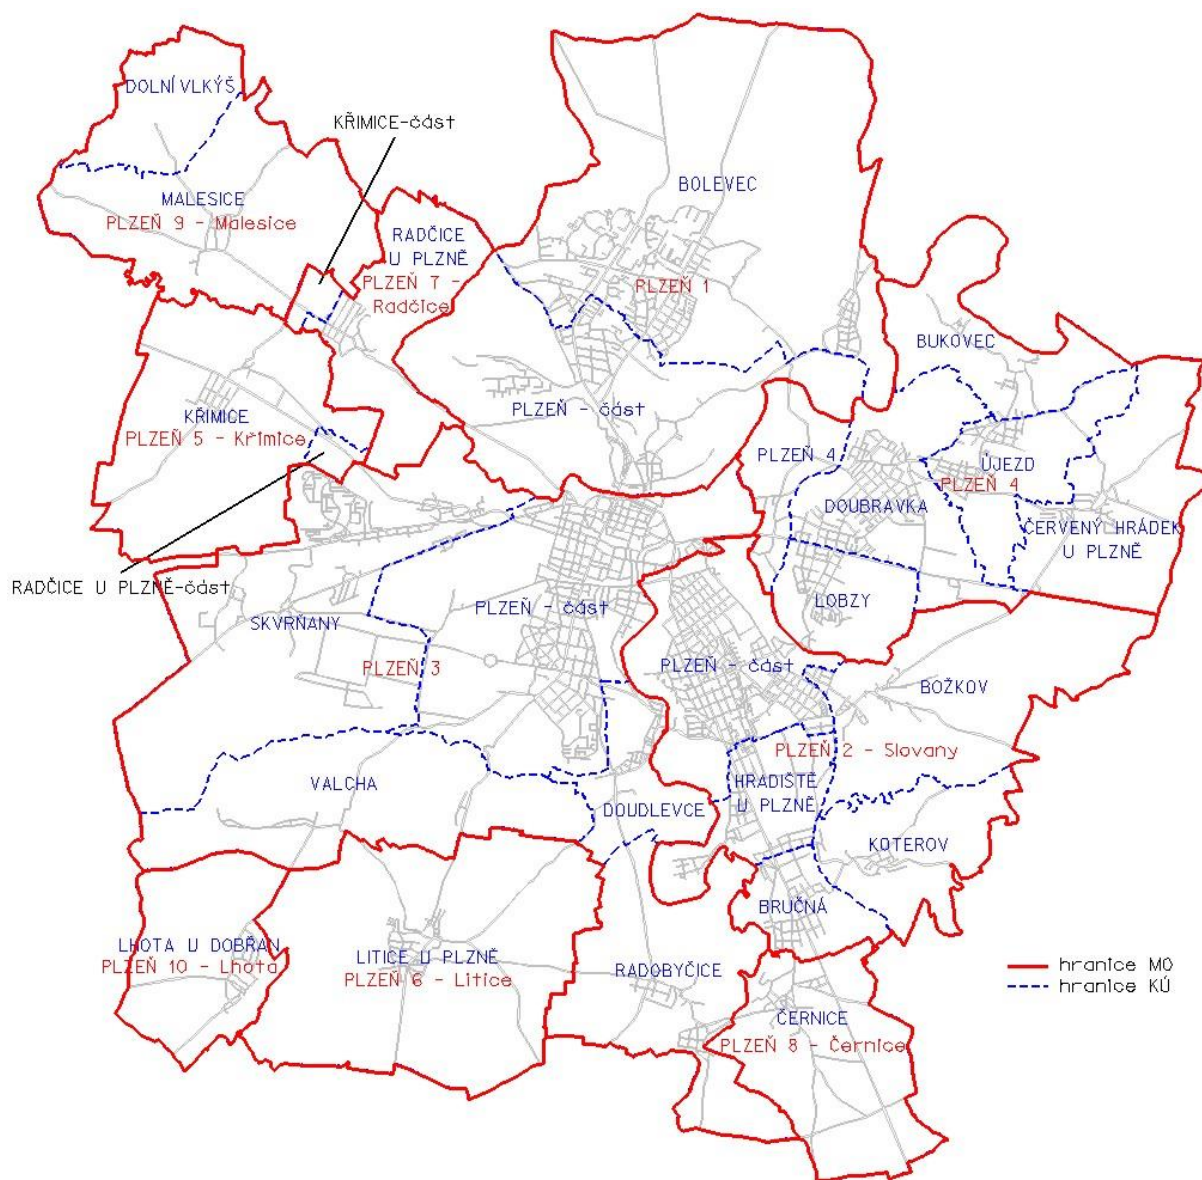 DOLNÍ VLKÝŠ
KŘIMICE-část
MALESICE
PLZEŇ 9 - Malesice
BOLEVEC
RADČICE
U PLZNĚ
PLZEŇ 7 -
Radčice
PLZEŇ 1
BUKOVEC
KŘIMICE
PLZEŇ 5 - Křimice
PLZEŇ - část
PLZEŇ 4
ÚJEZD
PLZEŇ 4
DOUBRAVKA
ČERVENÝ HRÁDEK
U PLZNĚ
RADČICE U PLZNĚ-část
SKVRŇANY
PLZEŇ - část
LOBZY
PLZEŇ 3
PLZEŇ - část
BOŽKOV
PLZEŇ 2 - Slovany
VALCHA
HRADIŠTĚ
U PLZNĚ
DOUDLEVCE
KOTEROV
BRUČNÁ
LHOTA U DOBŘAN
PLZEŇ 10 - Lhota
LITICE U PLZNĚ
PLZEŇ 6 - Litice
RADOBYČICE
hranice MO
hranice KÚ
ČERNICE
PLZEŇ 8 - Černice